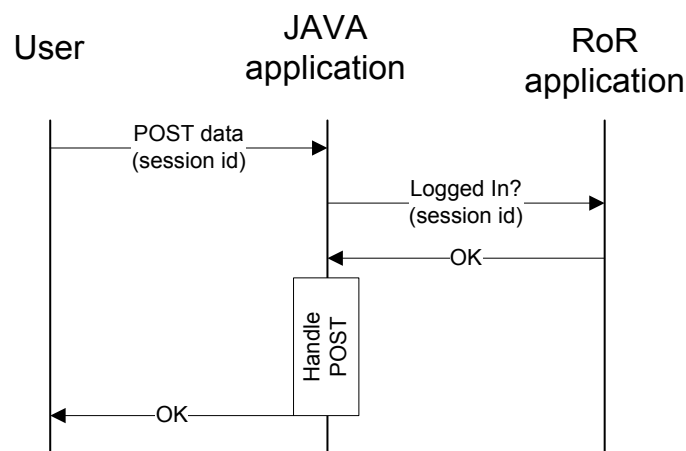 User
JAVA
application
RoR
application
POST data
(session id)
Logged In?
(session id)
OK
Handle
POST
OK